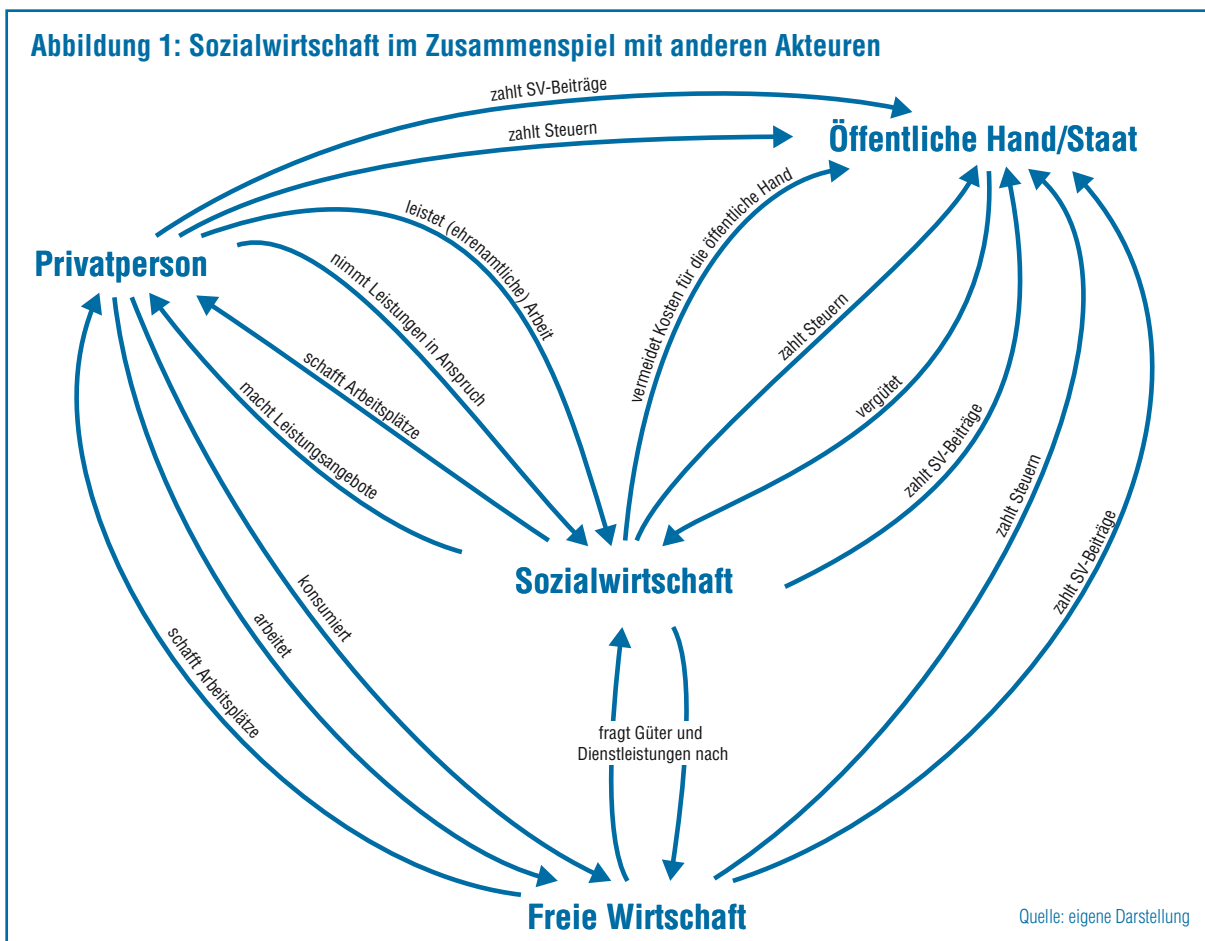 Abbildung 1: Sozialwirtschaft im Zusammenspiel mit anderen Akteuren
zahlt SV-Beiträge
zahlt Steuern
Öffentliche Hand/Staat
leistet (ehrenamtliche) Arbeit
vermeidet Kosten für die öffentliche Hand
Privatperson
nimmt Leistungen in Anspruch
zahlt Steuern
schafft Arbeitsplätze
vergütet
macht Leistungsangebote
zahlt SV-Beiträge
zahlt Steuern
Sozialwirtschaft
zahlt SV-Beiträge
konsumiert
arbeitet
schafft Arbeitsplätze
fragt Güter und
Dienstleistungen nach
Freie Wirtschaft
Quelle: eigene Darstellung